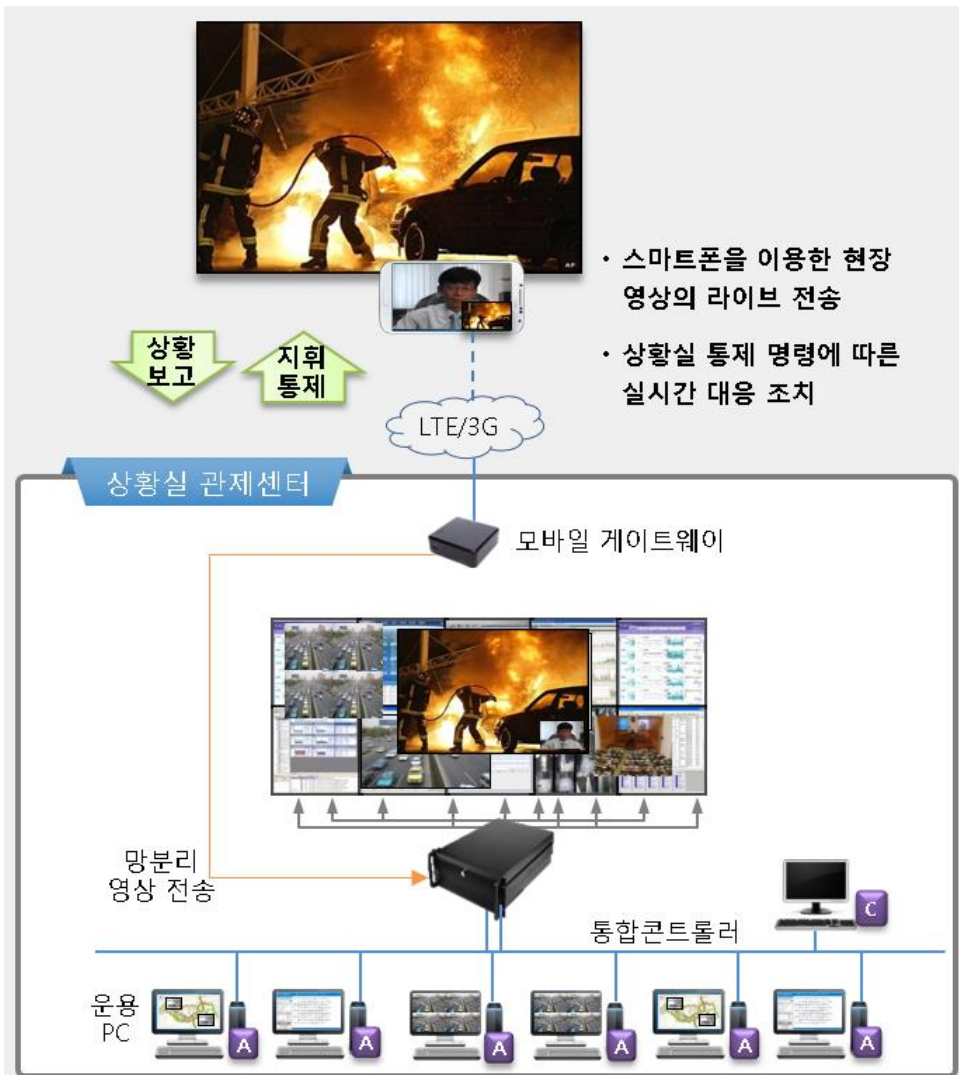 AP
· 스마트폰을 이용한 현장
영상의 라이브 전송
· 상황실 통제 명령에 따른
실시간 대응 조치
상황
보고
지휘
통제
LTE/3G
상황실 관제센터
모바일 게이트웨이
망분리
영상 전송
통합콘트롤러
C
운용
PC
A
A
A
A
A
A